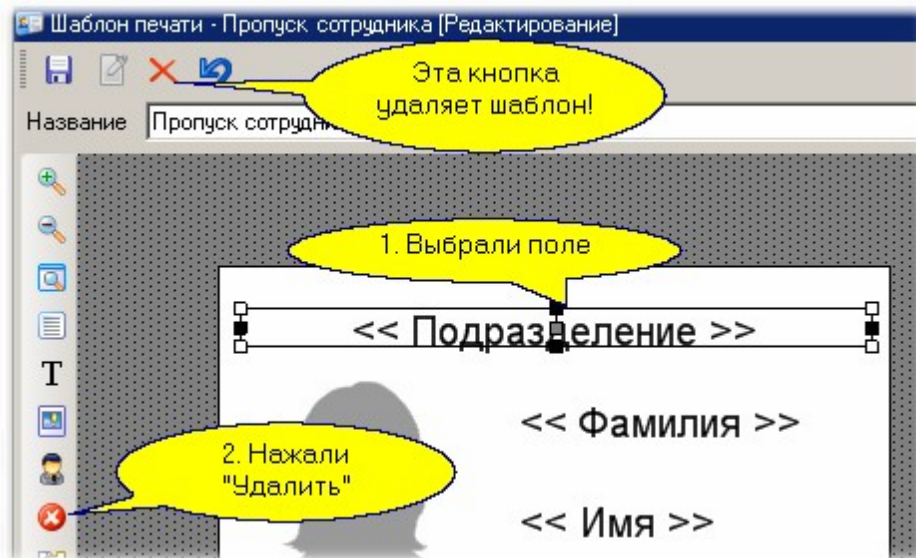 Шаблон печати - Пропуск сотрудника [Редактирование]
Эта кнопка
удаляет шаблон!
Название
Пропуск
1. Выбрали поле
<< Подразделение >>
T
<< Фамилия >>
2. Нажали
"Удалить"
<< Имя >>